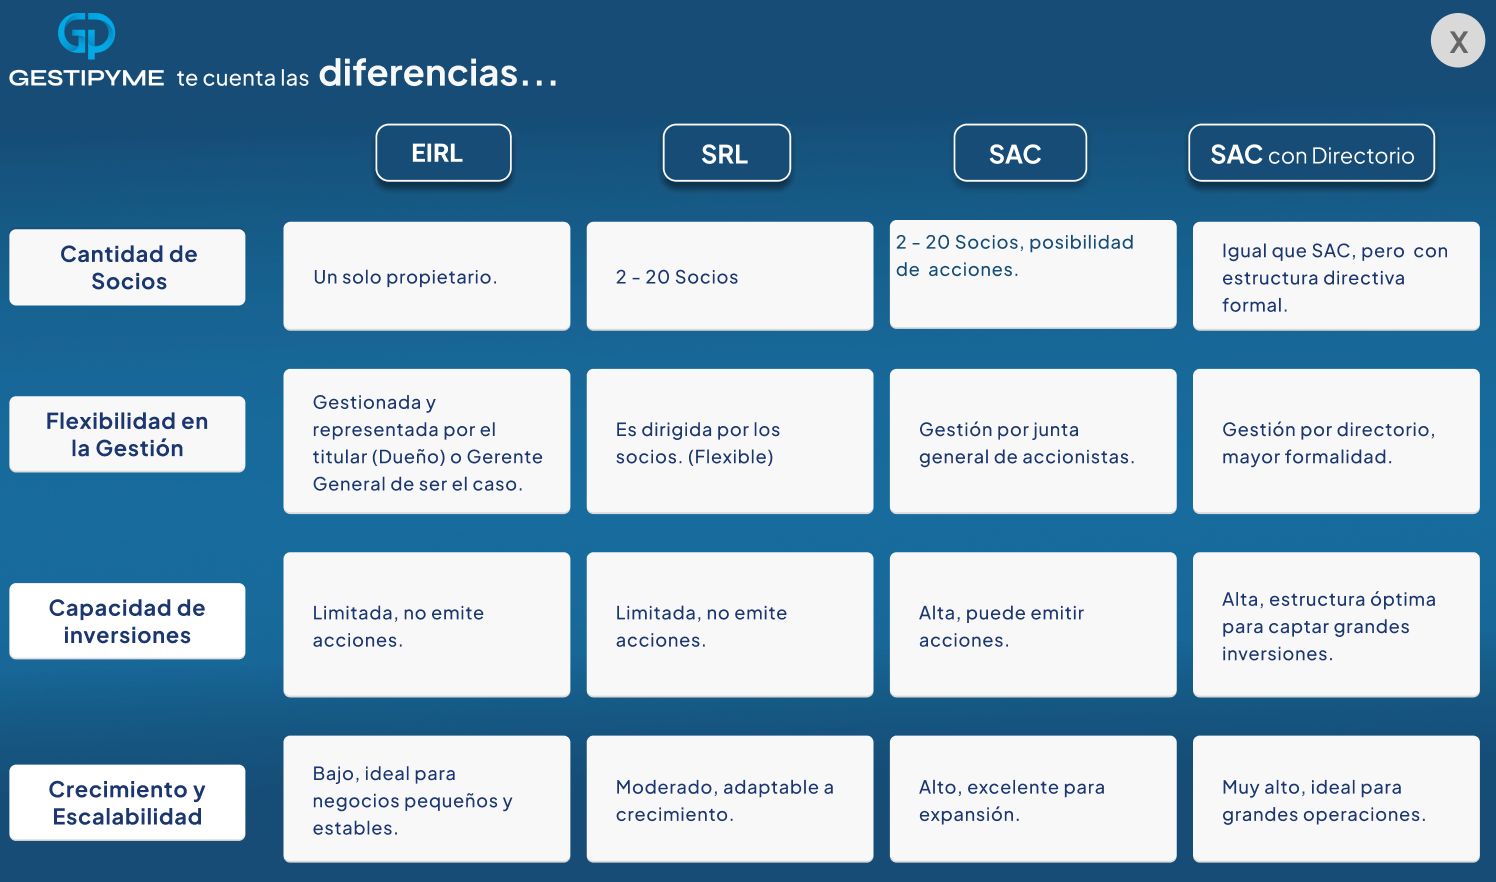 GESTIPYME te cuenta las diferencias...
X
EIRL
SRL
SAC
SAC con Directorio
Cantidad de
Socios
Un solo propietario.
2 - 20 Socios
2 - 20 Socios, posibilidad
de acciones.
Igual que SAC, pero con
estructura directiva
formal.
Flexibilidad en
la Gestión
Gestionada y
representada por el
titular (Dueño) o Gerente
General de ser el caso.
Es dirigida por los
socios. (Flexible)
Gestión por junta
general de accionistas.
Gestión por directorio,
mayor formalidad.
Capacidad de
inversiones
Limitada, no emite
acciones.
Limitada, no emite
acciones.
Alta, puede emitir
acciones.
Alta, estructura óptima
para captar grandes
inversiones.
Crecimiento y
Escalabilidad
Bajo, ideal para
negocios pequeños y
estables.
Moderado, adaptable a
crecimiento.
Alto, excelente para
expansión.
Muy alto, ideal para
grandes operaciones.